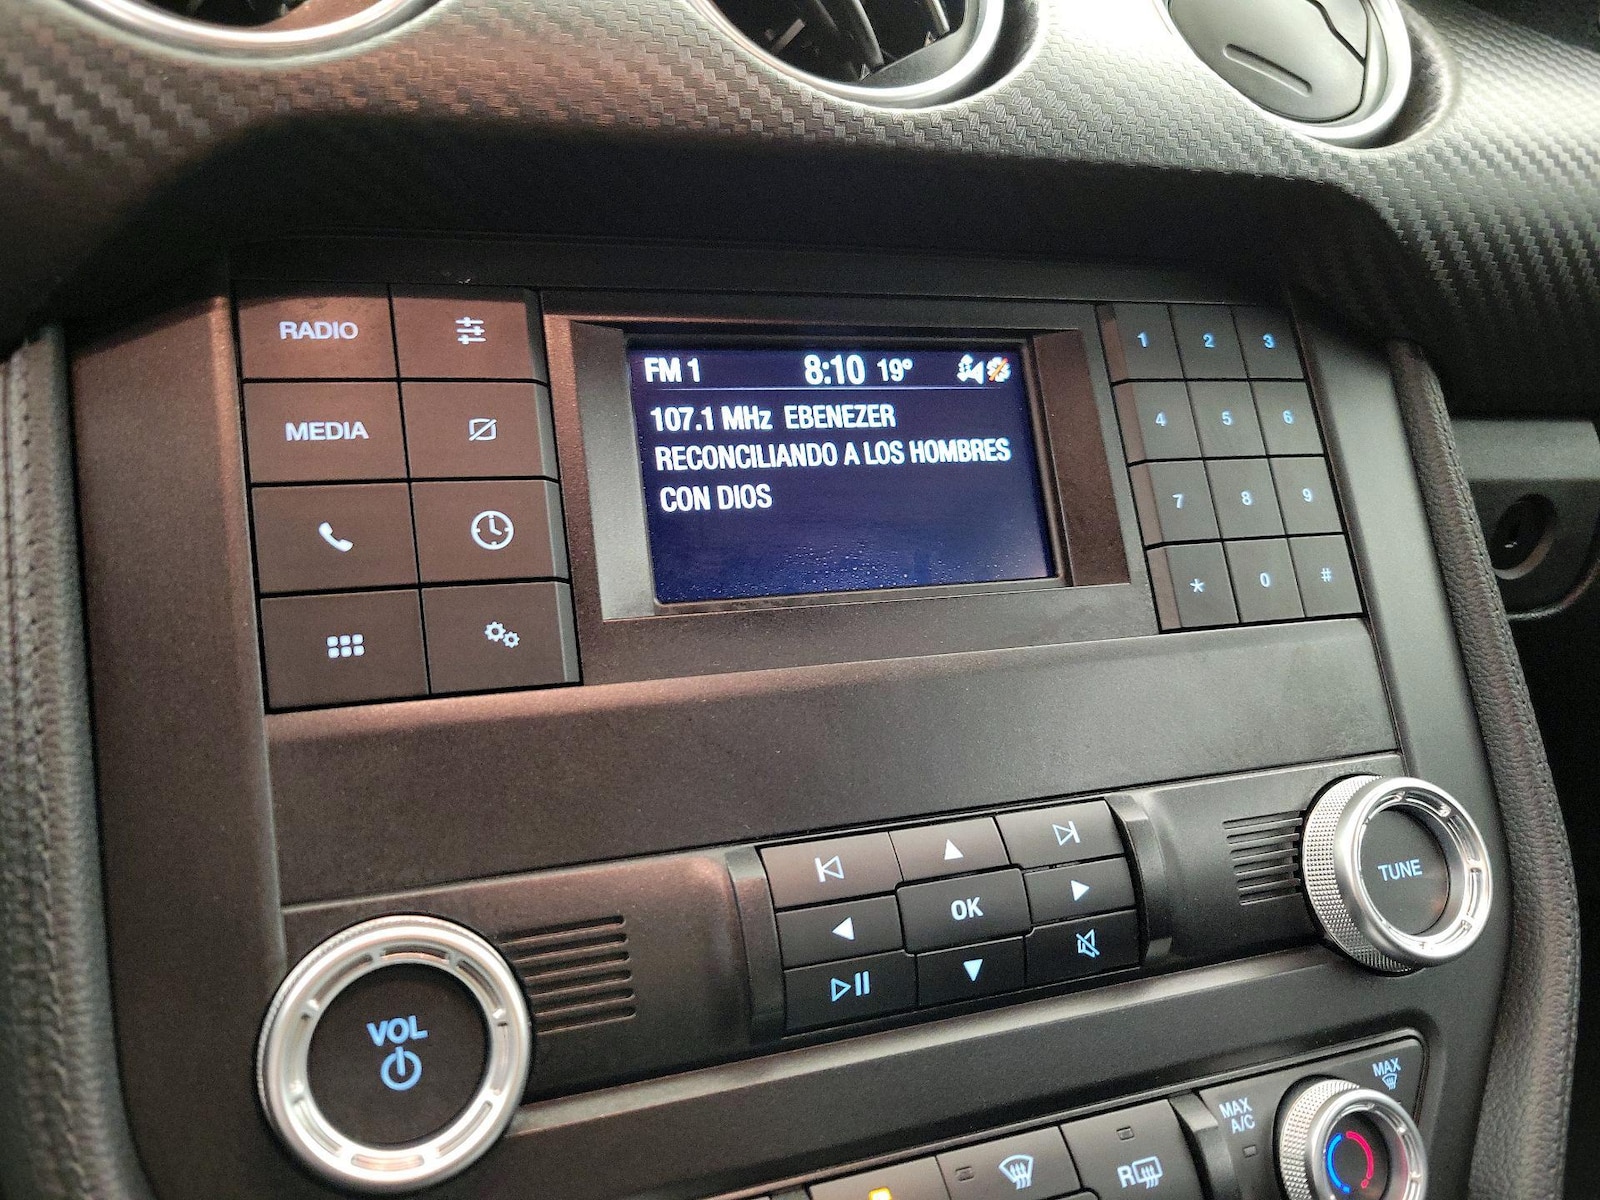 RADIO
MEDIA
FM 1 8:10 19º
107.1 MHz EBENEZER
RECONCILIANDO A LOS HOMBRES
CON DIOS
1 2 3
4 5 6
7 8 9
* 0 #
OK
TUNE
VOL
MAX
MAX
A/C
R